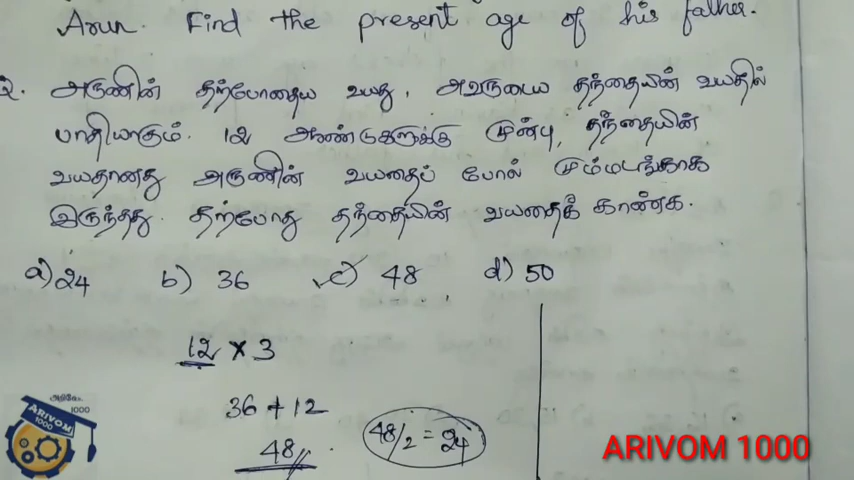 Arun. Find the present age of his father.
2. அருணின் தற்போதைய வயது, அவருடைய தந்தையின் வயதில்
பாதியாகும். 12 ஆண்டுகளுக்கு முன்பு, தந்தையின்
வயதானது அருணின் வயதைப் போல் மும்மடங்காக
இருந்தது. தற்போது தந்தையின் வயதைக் காண்க.
a) 24 b) 36 c) 48 d) 50
12 × 3
36 + 12
48
48/2 = 24
அறிவோம்
1000
ARIVOM
1000
ARIVOM 1000